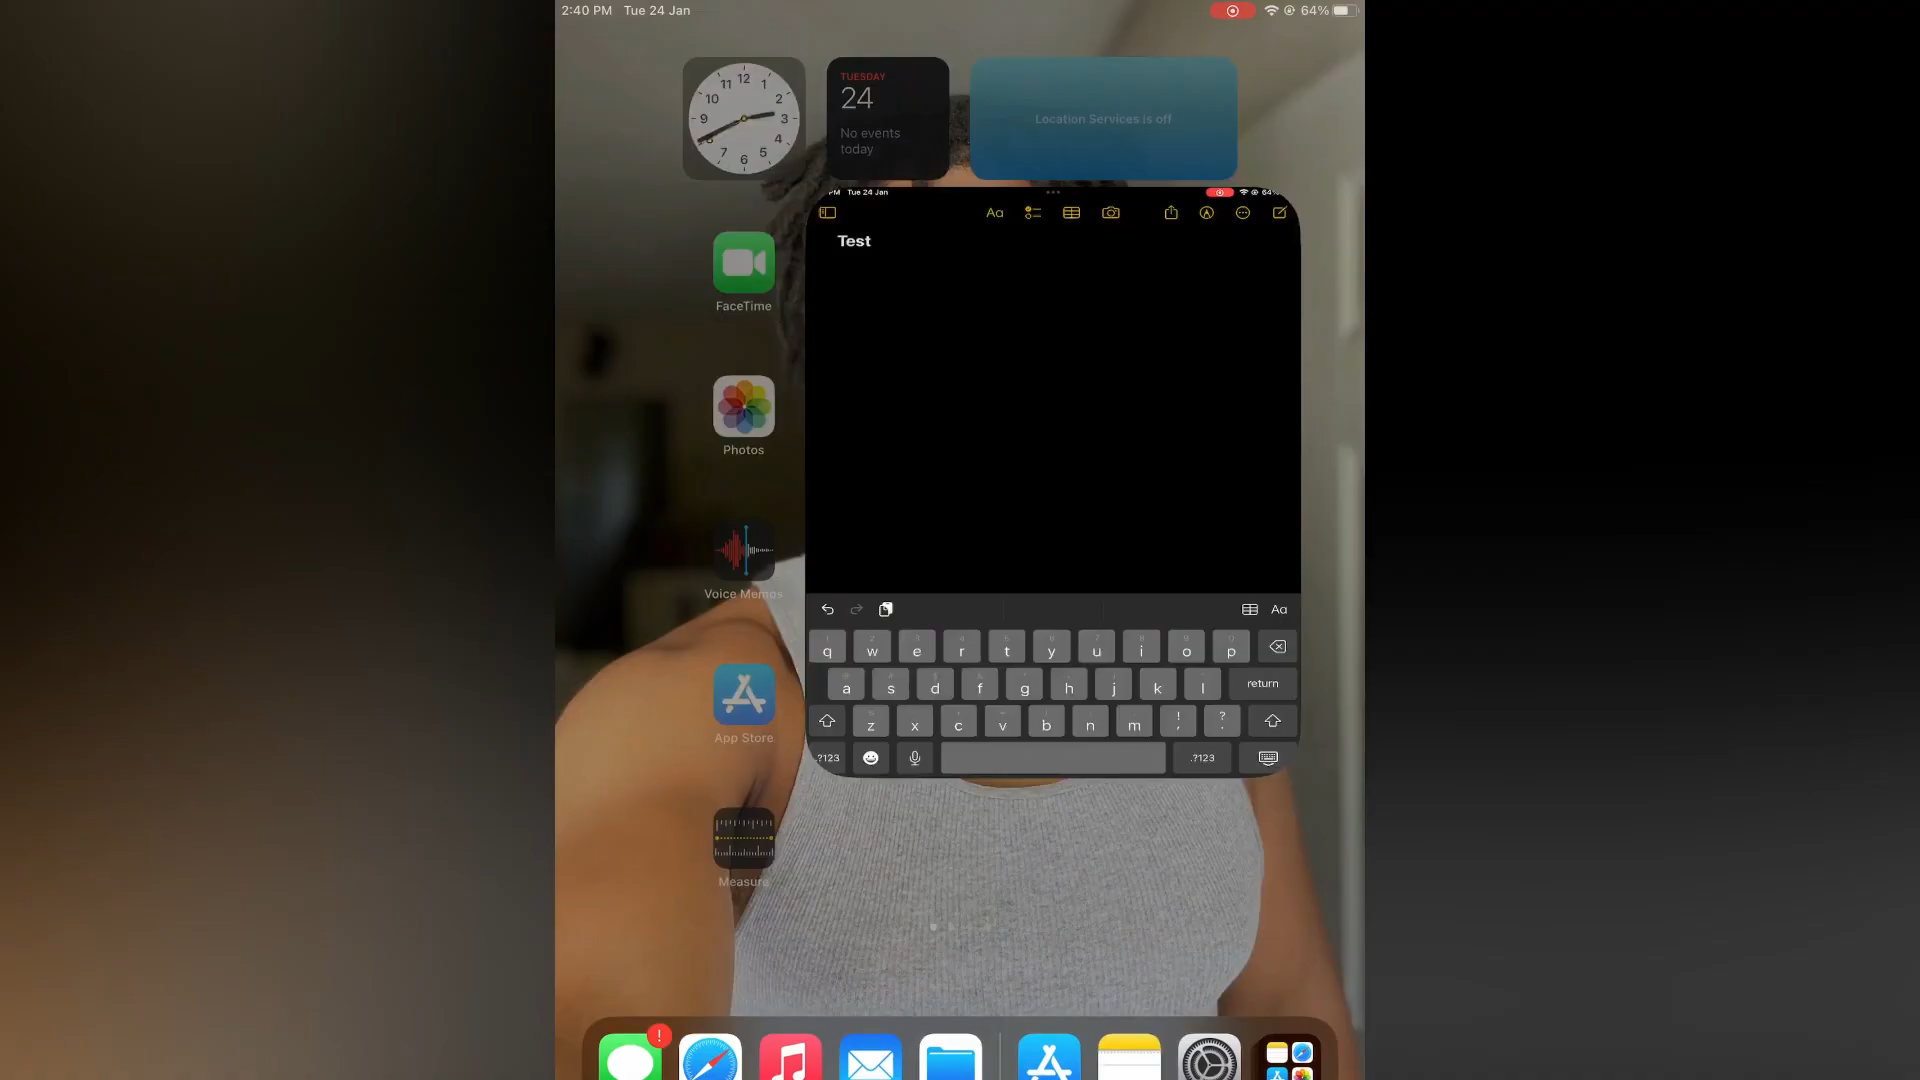 2:40 PM Tue 24 Jan
64%
12
1
2
3
4
5
6
7
9
10
11
TUESDAY
24
No events
today
Location Services is off
PM Tue 24 Jan
64%
Aa
Test
FaceTime
Photos
Voice Memos
App Store
Measure
Aa
q w e r t y u i o p
a s d f g h j k l return
z x c v b n m ! , ? .
.?123 .?123
!